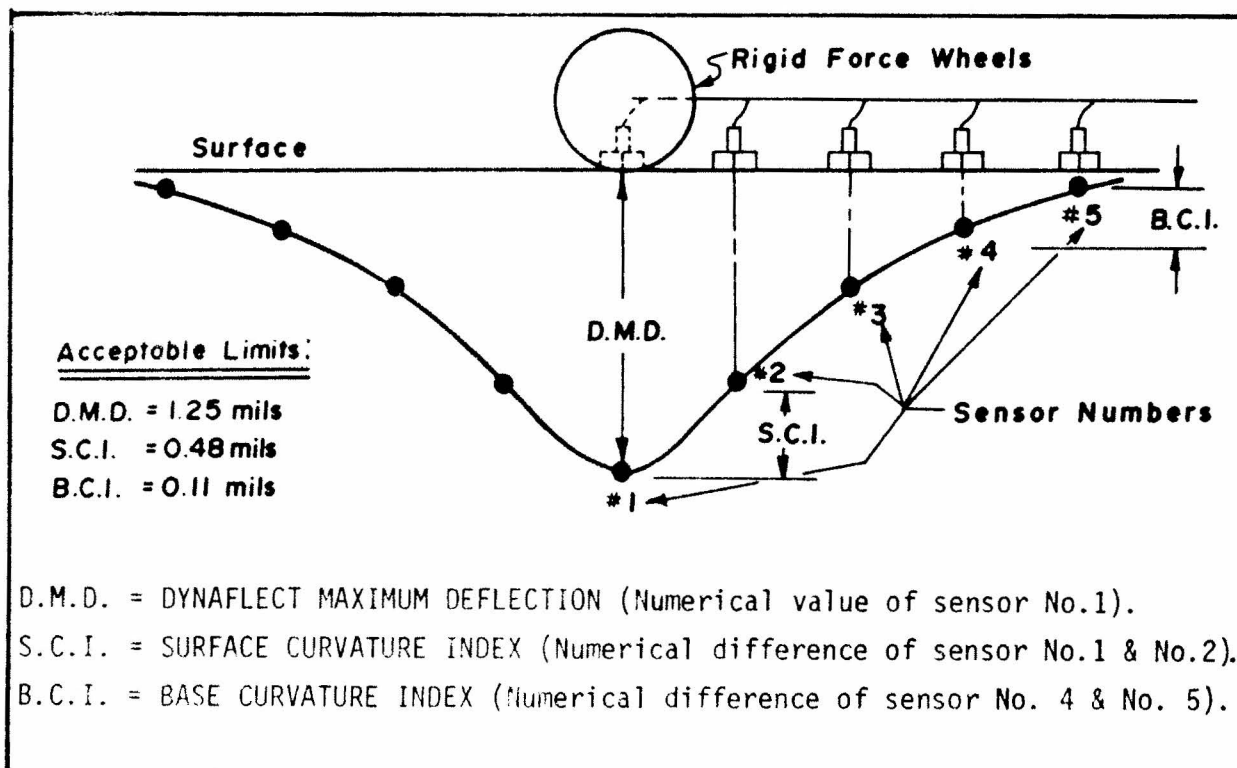 Rigid Force Wheels
Surface
#5
B.C.I.
#4
#3
D.M.D.
Acceptable Limits:
#2
D.M.D. = 1.25 mils
Sensor Numbers
S.C.I.
S.C.I. = 0.48 mils
B.C.I. = 0.11 mils
#1
D.M.D. = DYNAFLECT MAXIMUM DEFLECTION (Numerical value of sensor No.1).
S.C.I. = SURFACE CURVATURE INDEX (Numerical difference of sensor No.1 & No.2).
B.C.I. = BASE CURVATURE INDEX (Numerical difference of sensor No. 4 & No. 5).